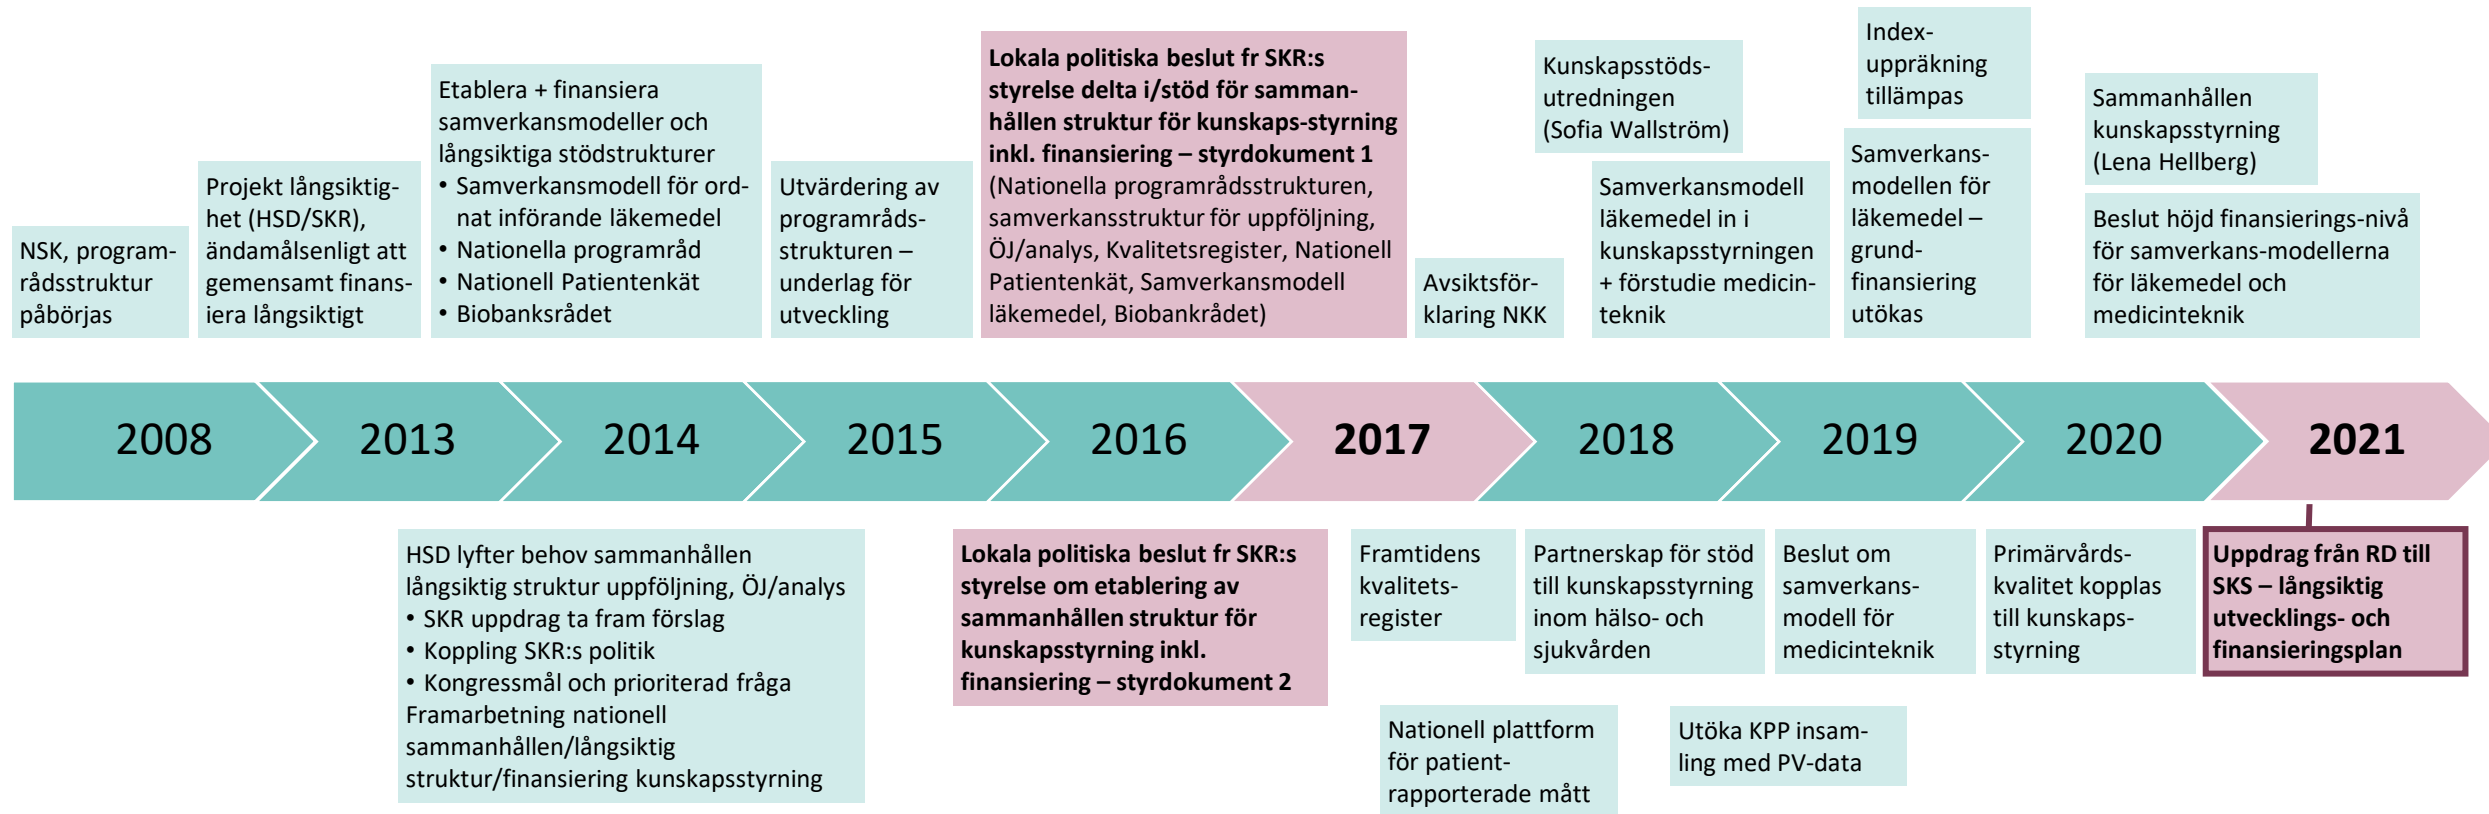 NSK, program-
rådsstruktur
påbörjas
Projekt långsiktig-
het (HSD/SKR),
ändamålsenligt att
gemensamt finans-
iera långsiktigt
Etablera + finansiera
samverkansmodeller och
långsiktiga stödstrukturer
• Samverkansmodell för ord-
nat införande läkemedel
• Nationella programråd
• Nationell Patientenkät
• Biobanksrådet
Utvärdering av
programråds-
strukturen –
underlag för
utveckling
Lokala politiska beslut fr SKR:s
styrelse delta i/stöd för samman-
hållen struktur för kunskaps-styrning
inkl. finansiering – styrdokument 1
(Nationella programrådsstrukturen,
samverkansstruktur för uppföljning,
ÖJ/analys, Kvalitetsregister, Nationell
Patientenkät, Samverkansmodell
läkemedel, Biobankrådet)
Avsiktsför-
klaring NKK
Kunskapsstöds-
utredningen
(Sofia Wallström)
Samverkansmodell
läkemedel in i
kunskapsstyrningen
+ förstudie medicin-
teknik
Index-
uppräkning
tillämpas
Samverkans-
modellen för
läkemedel –
grund-
finansiering
utökas
Sammanhållen
kunskapsstyrning
(Lena Hellberg)
Beslut höjd finansierings-nivå
för samverkans-modellerna
för läkemedel och
medicinteknik
2008
2013
2014
2015
2016
2017
2018
2019
2020
2021
HSD lyfter behov sammanhållen
långsiktig struktur uppföljning, ÖJ/analys
• SKR uppdrag ta fram förslag
• Koppling SKR:s politik
• Kongressmål och prioriterad fråga
Framarbetning nationell
sammanhållen/långsiktig
struktur/finansiering kunskapsstyrning
Lokala politiska beslut fr SKR:s
styrelse om etablering av
sammanhållen struktur för
kunskapsstyrning inkl.
finansiering – styrdokument 2
Framtidens
kvalitets-
register
Nationell plattform
för patient-
rapporterade mått
Partnerskap för stöd
till kunskapsstyrning
inom hälso- och
sjukvården
Utöka KPP insam-
ling med PV-data
Beslut om
samverkans-
modell för
medicinteknik
Primärvårds-
kvalitet kopplas
till kunskaps-
styrning
Uppdrag från RD till
SKS – långsiktig
utvecklings- och
finansieringsplan